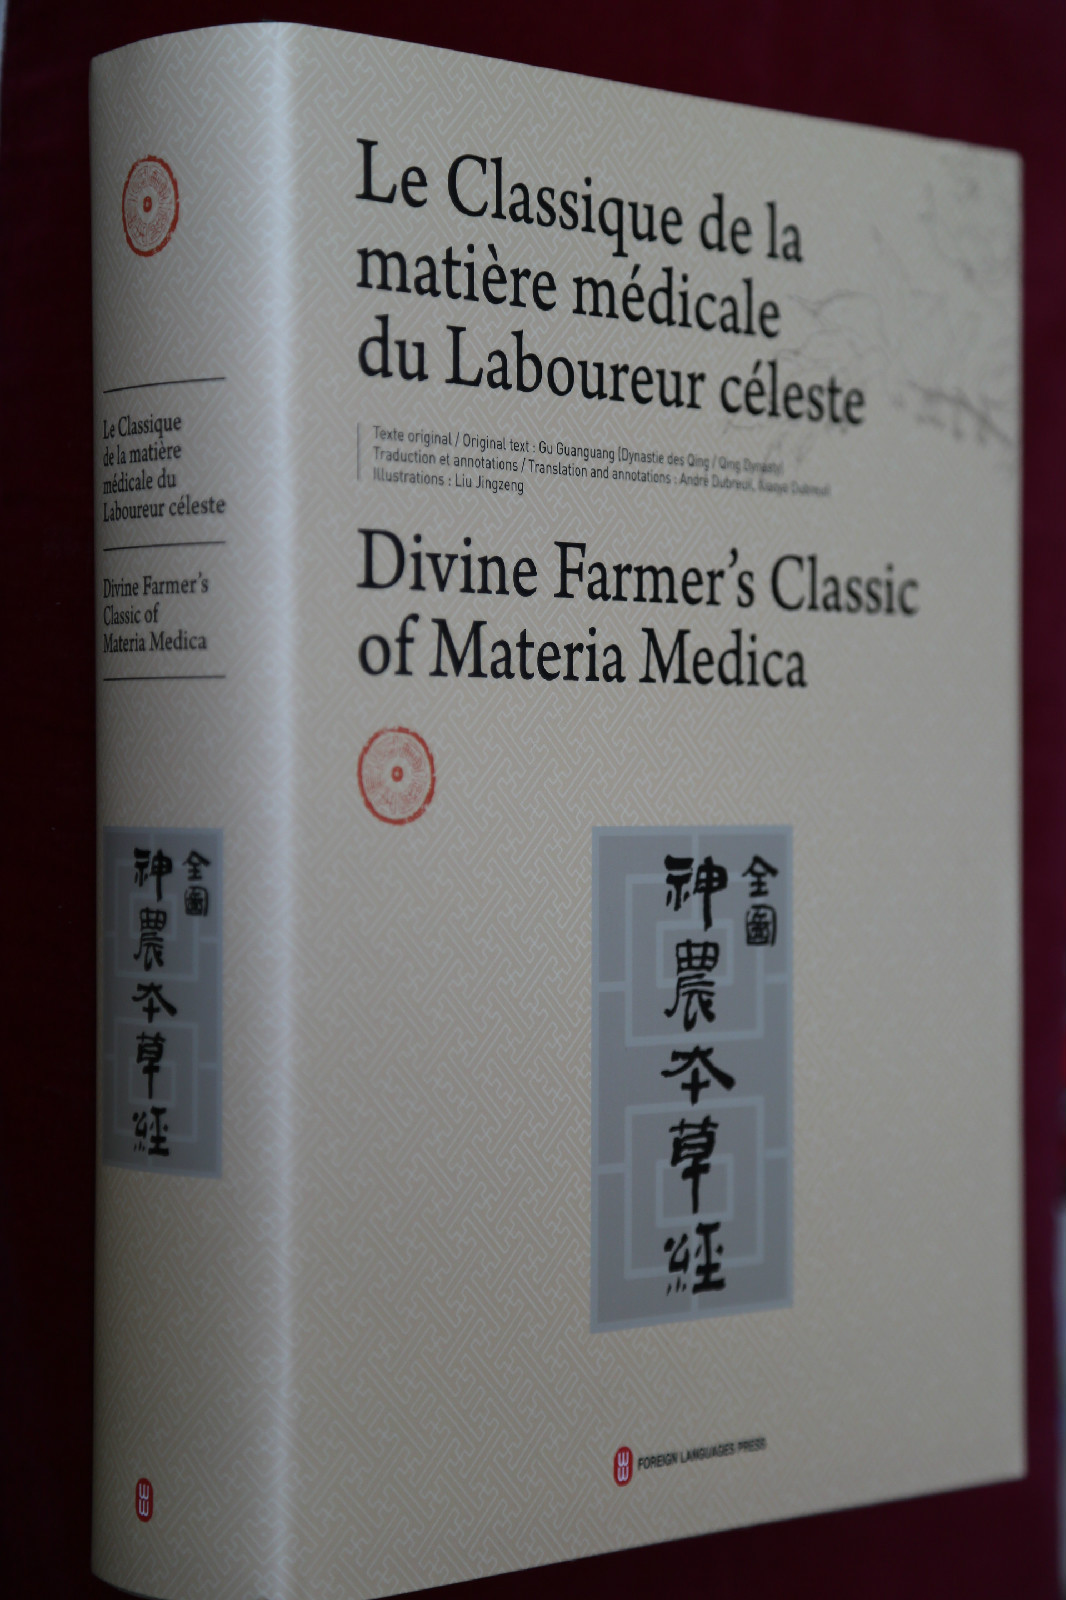 Le Classique
de la matière
médicale du
Laboureur céleste
Divine Farmer's
Classic of
Materia Medica
全圖
神農本草經
Le Classique de la
matière médicale
du Laboureur céleste
Texte original / Original text : Gu Guanguang (Dynastie des Qing / Qing Dynasty)
Traduction et annotations / Translation and annotations : André Dubreuil, Xiaoya Dubreuil
Illustrations : Liu Jingzeng
Divine Farmer's Classic
of Materia Medica
全圖
神農本草經
FOREIGN LANGUAGES PRESS